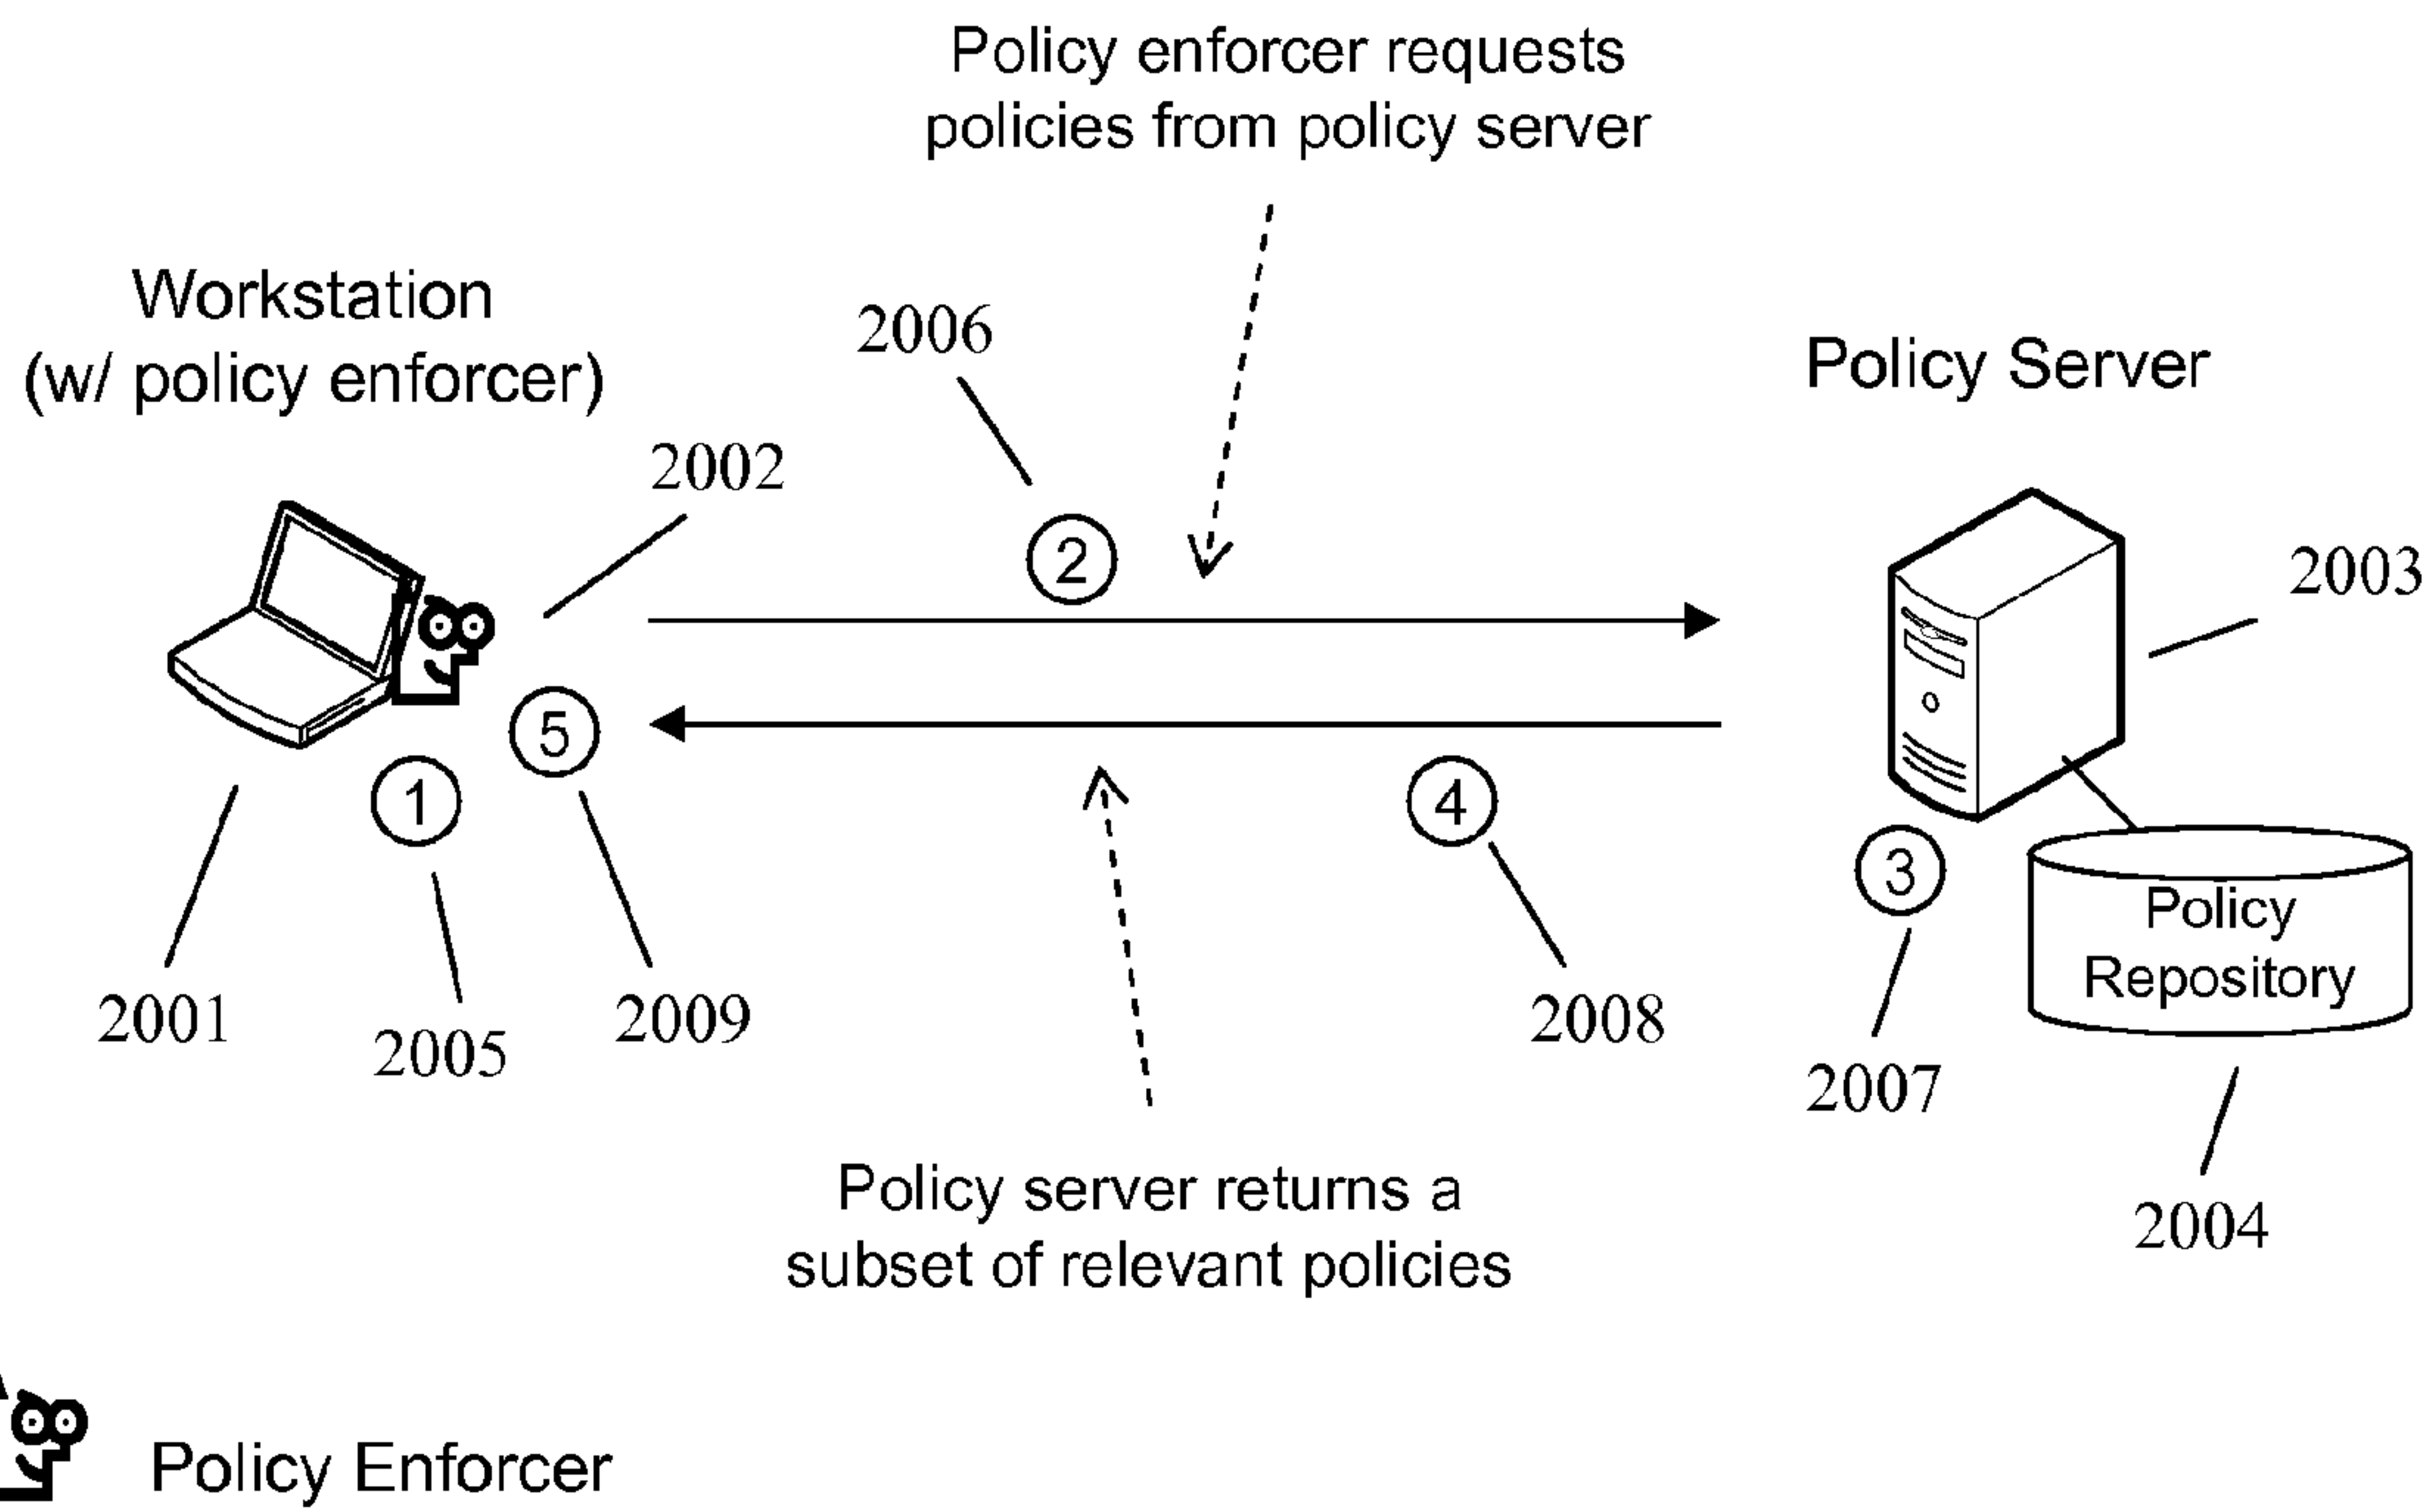 Policy enforcer requests
policies from policy server
Workstation
(w/ policy enforcer)
2006
Policy Server
2002
2
2003
5
1
4
3
Policy
Repository
2001
2005
2009
2008
2007
2004
Policy server returns a
subset of relevant policies
Policy Enforcer